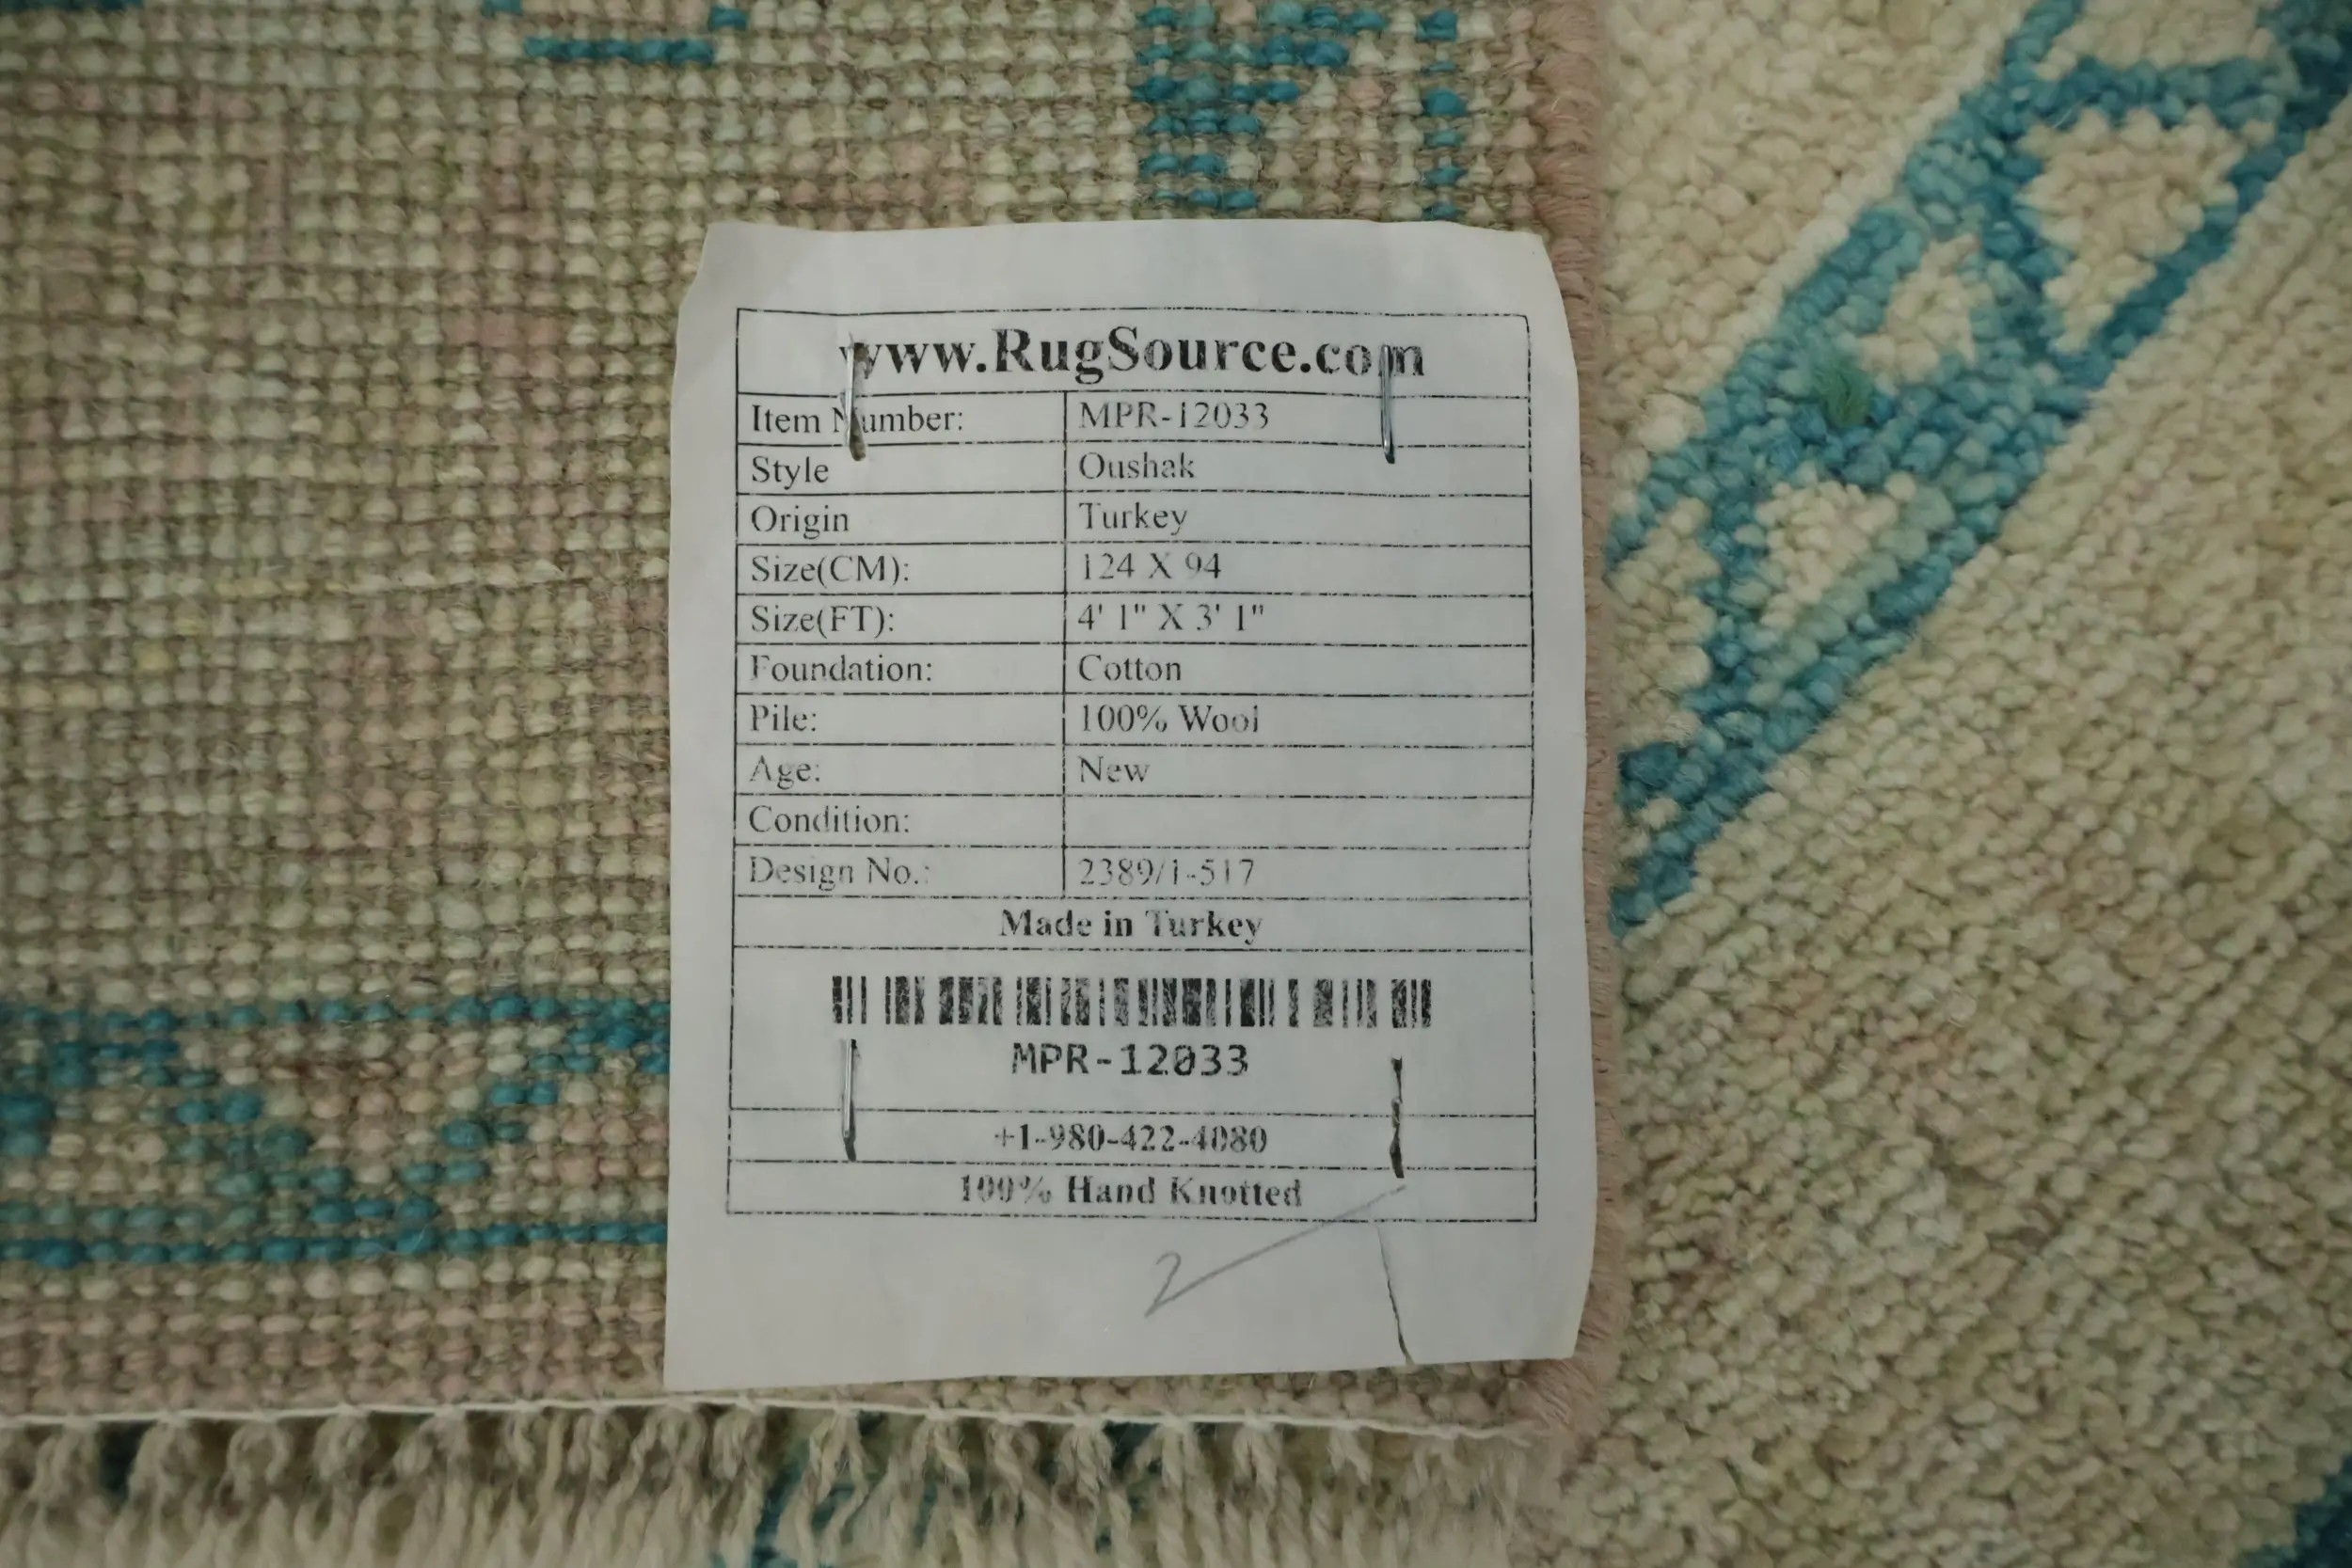 www.RugSource.com
Item Number: MPR-12033
Style Oushak
Origin Turkey
Size(CM): 124 X 94
Size(FT): 4' 1" X 3' 1"
Foundation: Cotton
Pile: 100% Wool
Age: New
Condition:
Design No.: 2389/1-517
Made in Turkey
MPR-12033
+1-980-422-4080
100% Hand Knotted
2